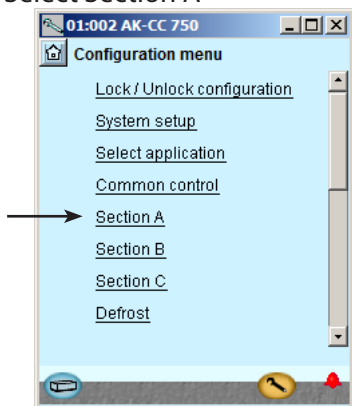 Select Section A
01:002 AK-CC 750
Configuration menu
Lock / Unlock configuration
System setup
Select application
Common control
Section A
Section B
Section C
Defrost